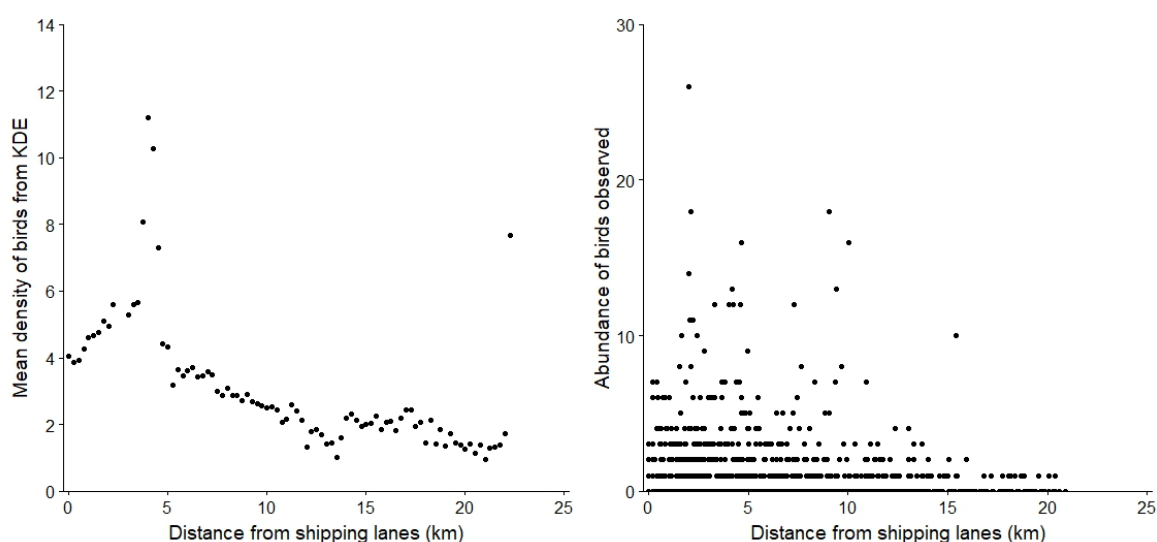 Mean density of birds from KDE
14
12
10
8
6
4
2
0
0 5 10 15 20 25
Distance from shipping lanes (km)
Abundance of birds observed
30
20
10
0
0 5 10 15 20 25
Distance from shipping lanes (km)